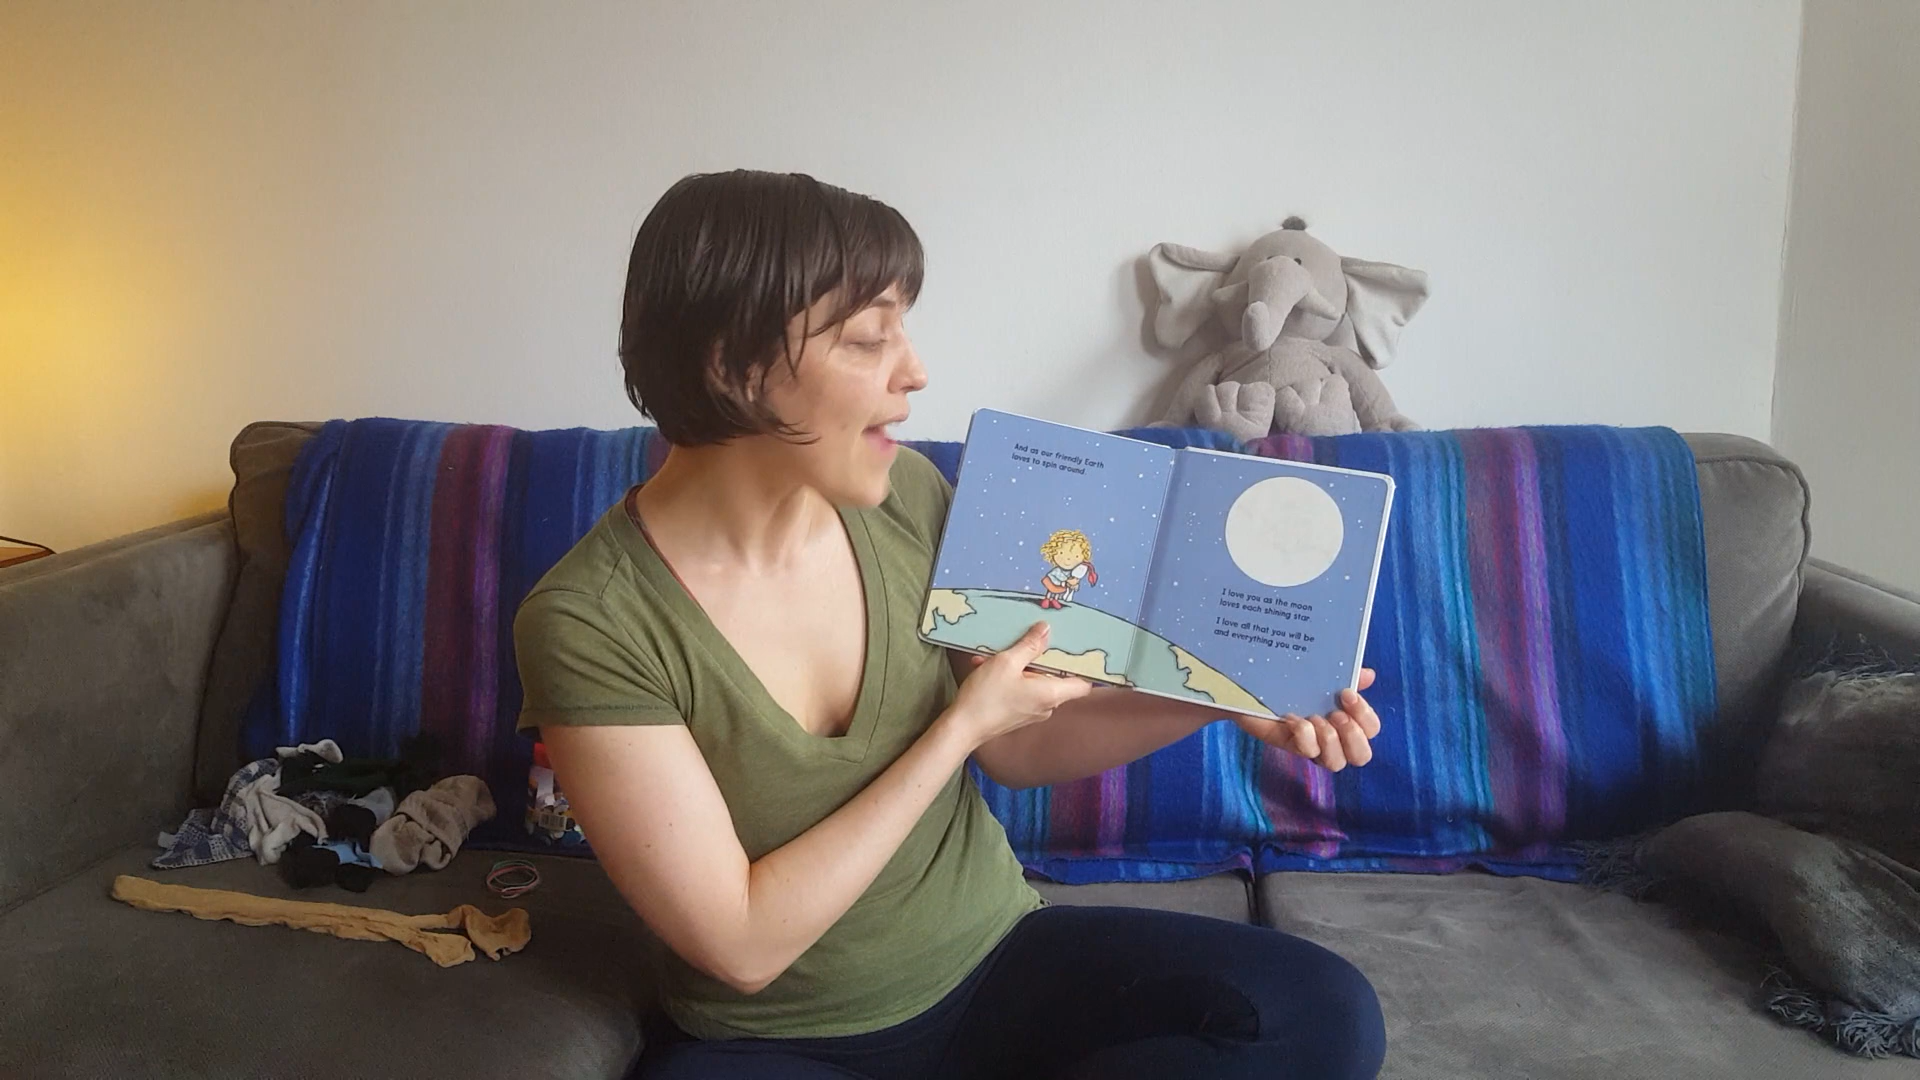 And as our friendly Earth
loves to spin around.
I love you as the moon
loves each shining star.
I love all that you will be
and everything you are.